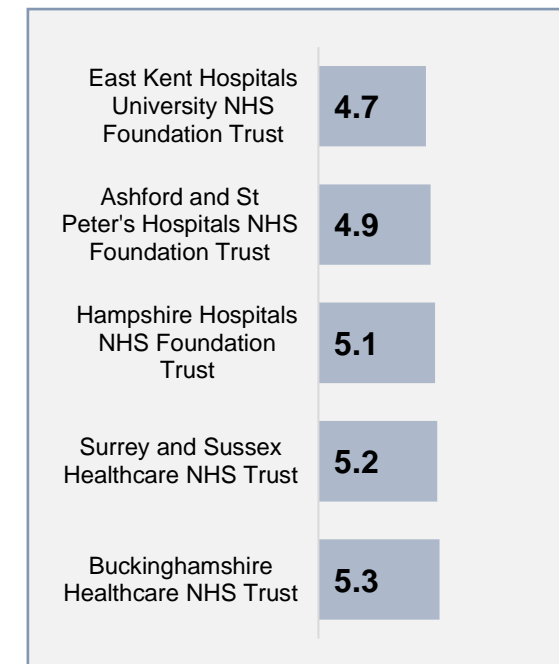 East Kent Hospitals
University NHS
Foundation Trust
4.7
Ashford and St
Peter's Hospitals NHS
Foundation Trust
4.9
Hampshire Hospitals
NHS Foundation
Trust
5.1
Surrey and Sussex
Healthcare NHS Trust
5.2
Buckinghamshire
Healthcare NHS Trust
5.3